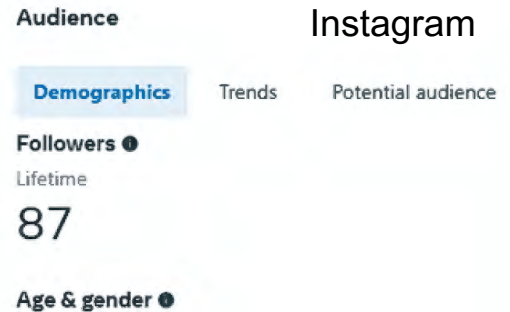 Audience
Instagram
Demographics Trends Potential audience
Followers
Lifetime
87
Age & gender